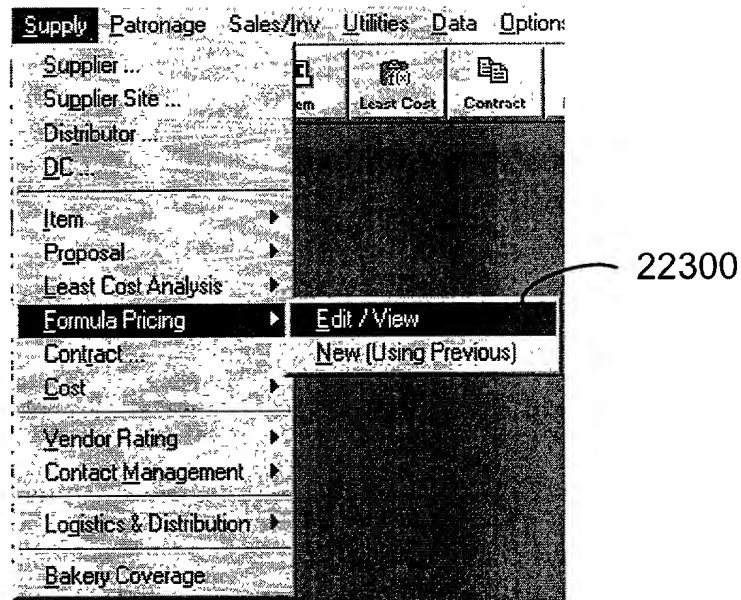 Supply Patronage Sales/Inv Utilities Data Options
Supplier ...
Supplier Site ...
Distributor ...
DC ...
em Least Cost Contract
Item
Proposal
Least Cost Analysis
Formula Pricing
Edit / View
New (Using Previous)
22300
Contract ...
Cost
Vendor Rating
Contact Management
Logistics & Distribution
Bakery Coverage